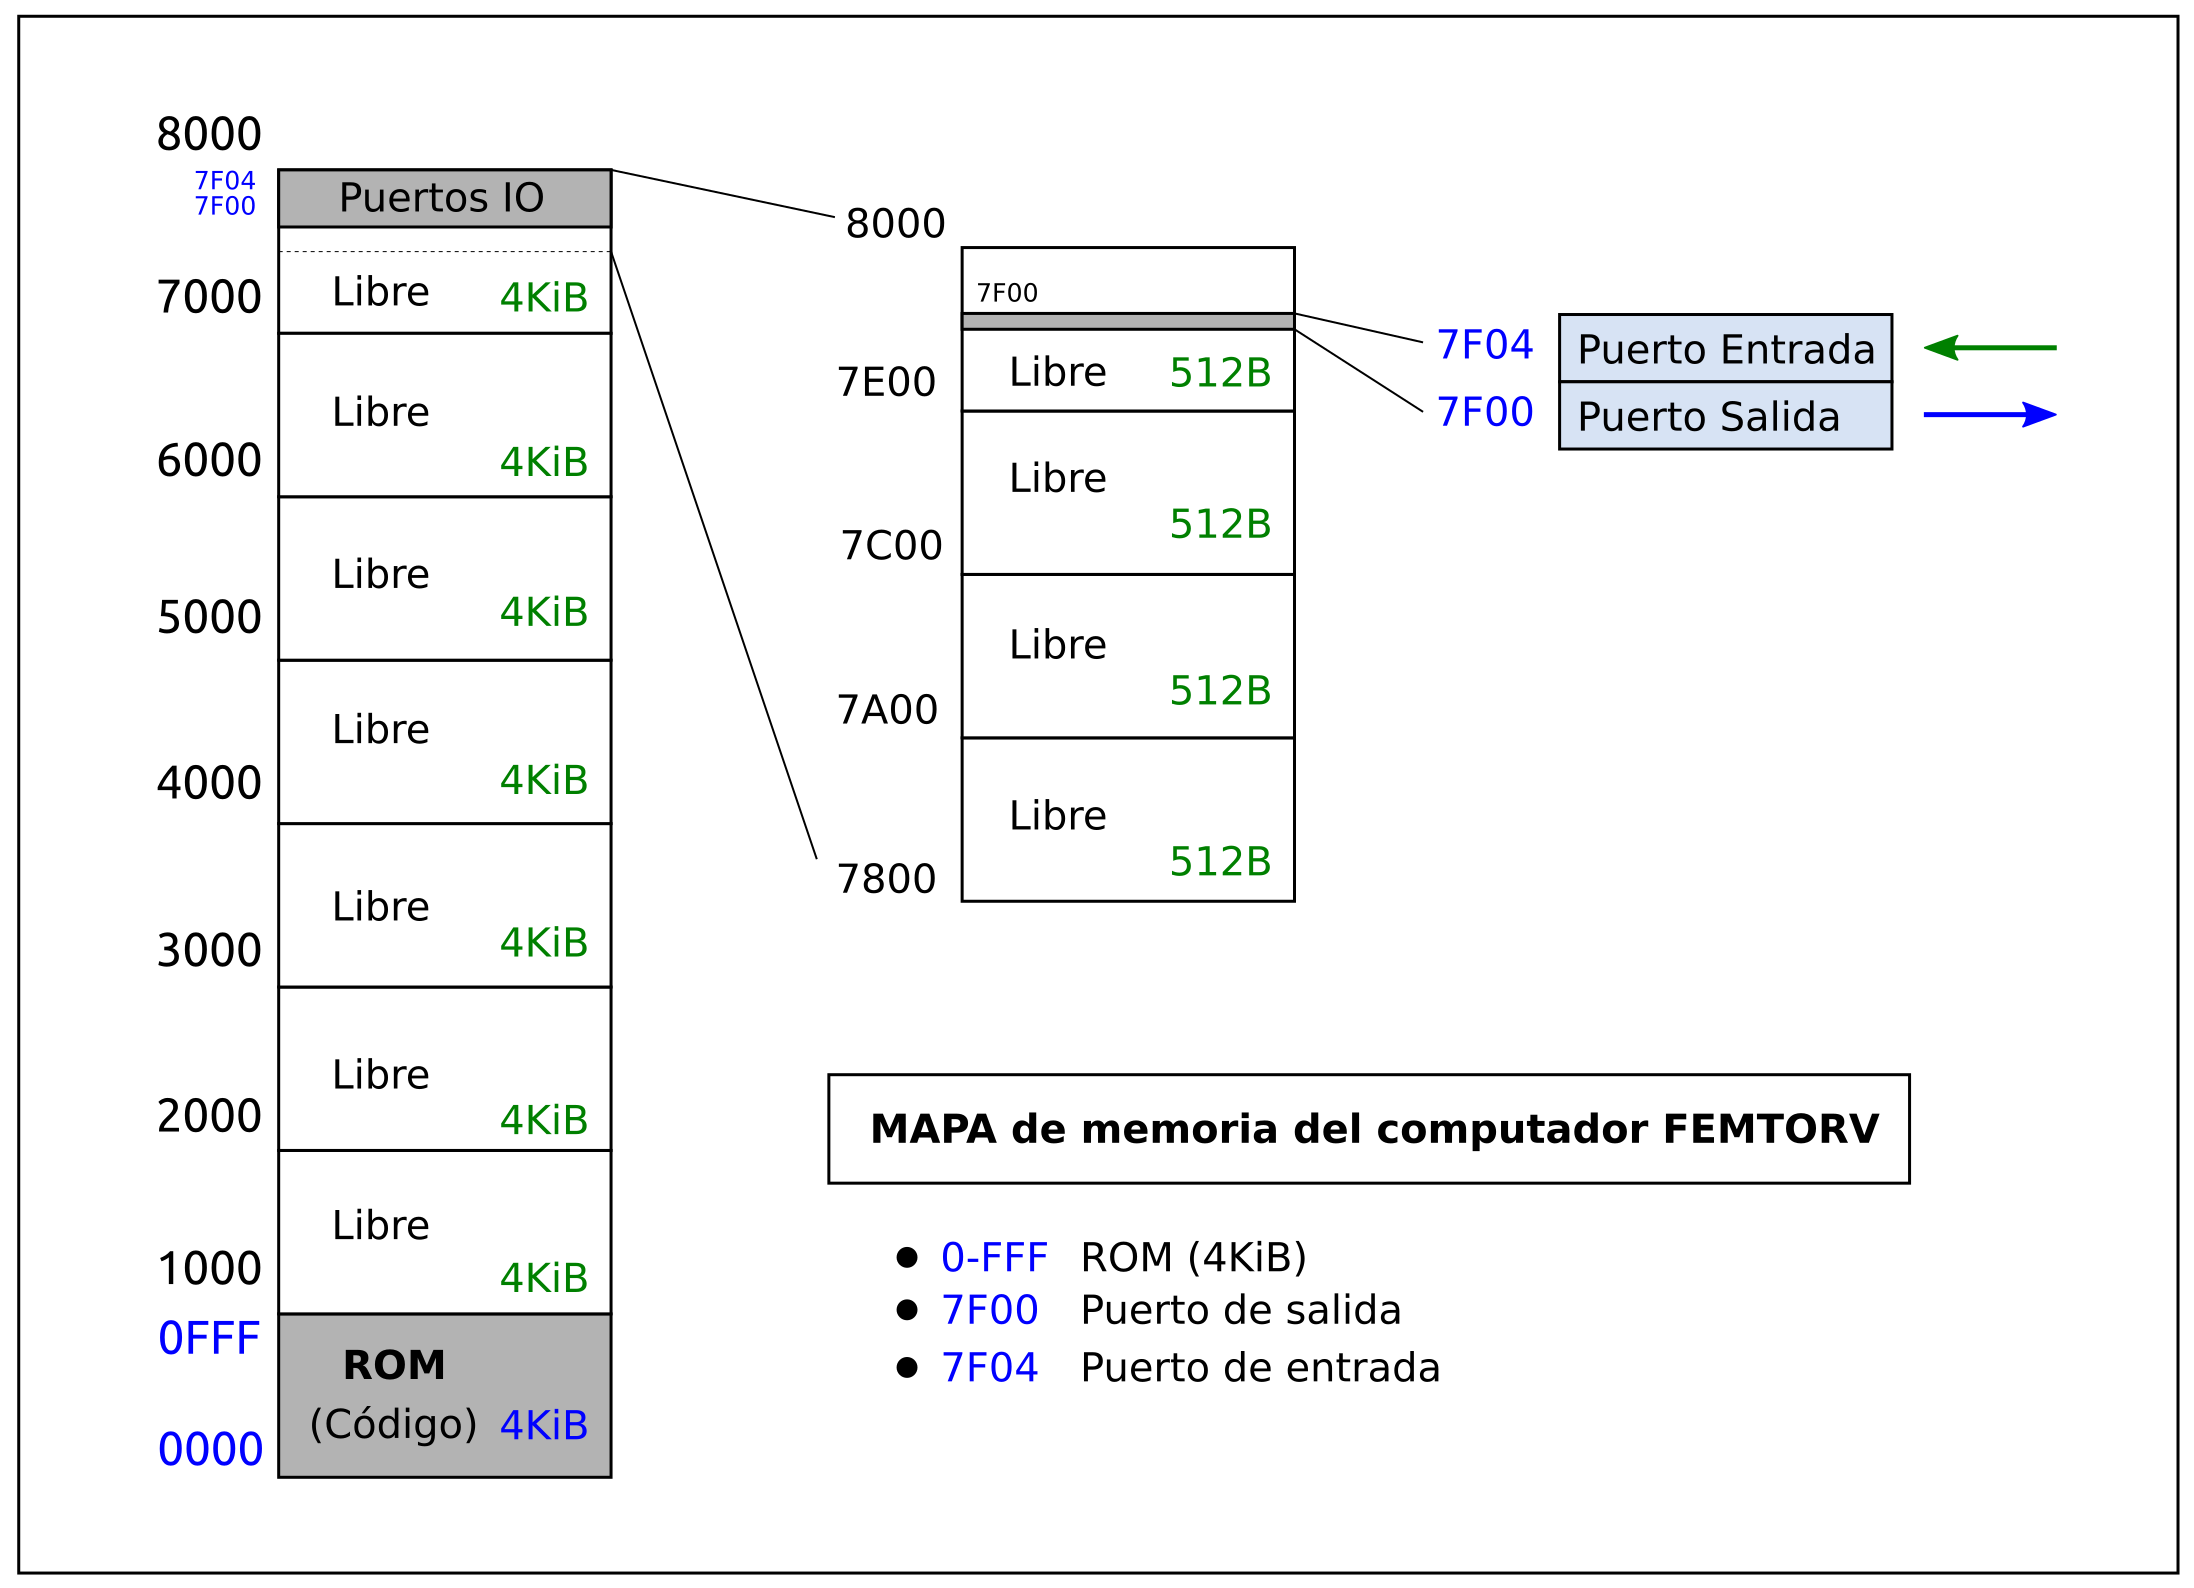 8000
7F04
7F00
Puertos IO
7000
Libre 4KiB
Libre
6000
4KiB
Libre
5000
4KiB
Libre
4000
4KiB
Libre
3000
4KiB
Libre
2000
4KiB
Libre
1000
4KiB
0FFF
ROM
(Código) 4KiB
0000
8000
7F00
7E00
Libre 512B
Libre
7C00
512B
Libre
7A00
512B
Libre
7800
512B
7F04 Puerto Entrada
7F00 Puerto Salida
MAPA de memoria del computador FEMTORV
● 0-FFF ROM (4KiB)
● 7F00 Puerto de salida
● 7F04 Puerto de entrada